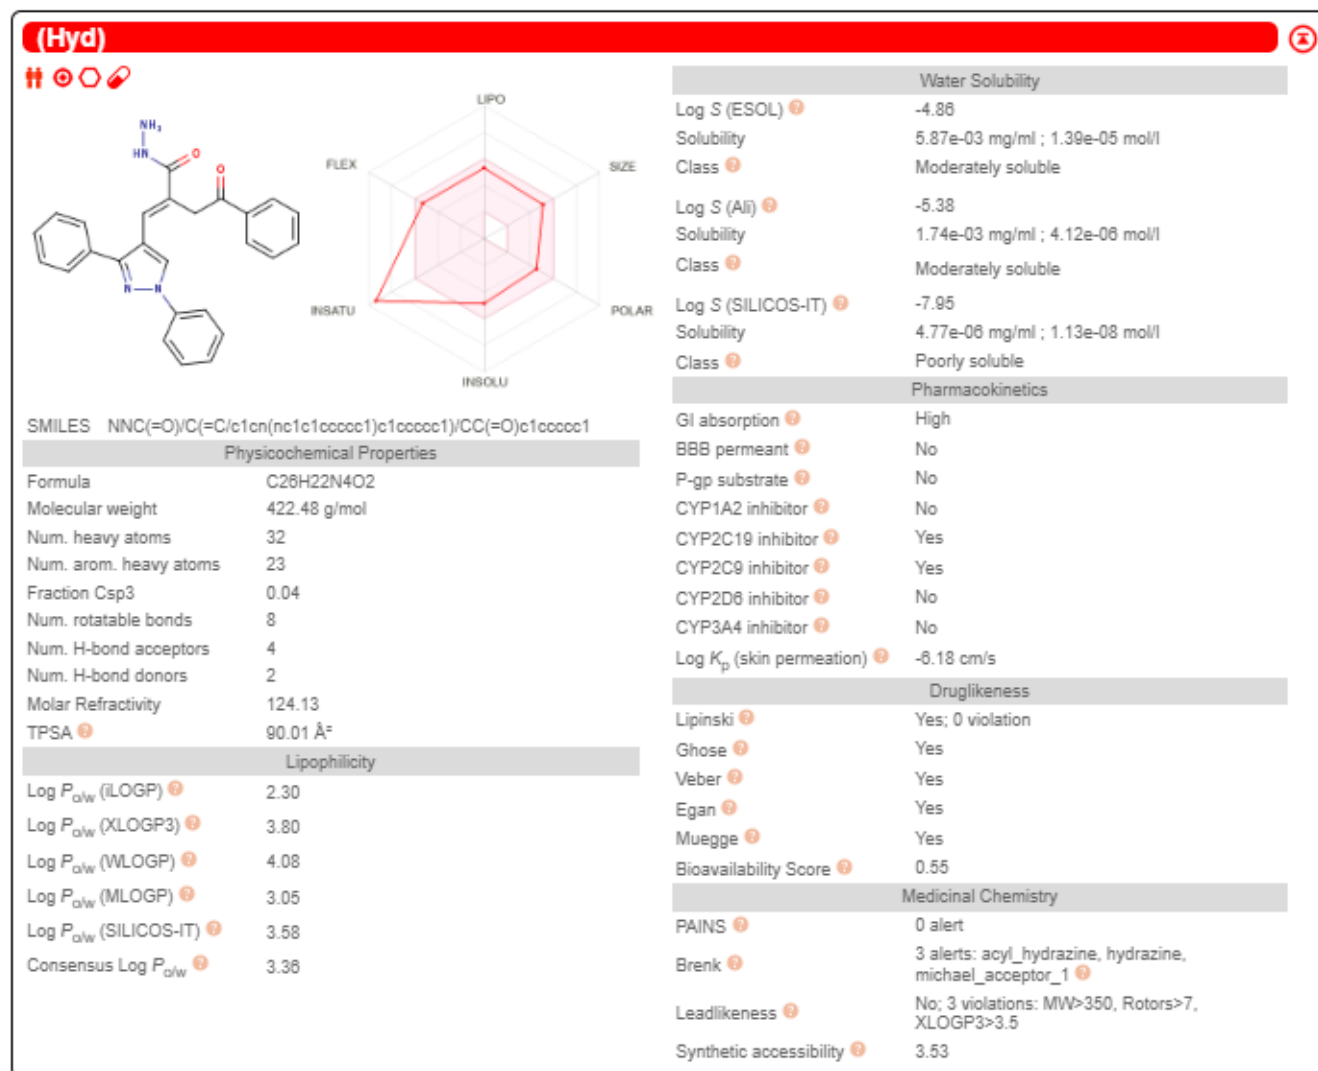 (Hyd)
LIPO
FLEX
SIZE
INSATU
POLAR
INSOLU
NH₂
HN
O
O
N
N
SMILES NNC(=O)/C(=C/c1cn(nc1c1ccccc1)c1ccccc1)/CC(=O)c1ccccc1
Physicochemical Properties
Formula C26H22N4O2
Molecular weight 422.48 g/mol
Num. heavy atoms 32
Num. arom. heavy atoms 23
Fraction Csp3 0.04
Num. rotatable bonds 8
Num. H-bond acceptors 4
Num. H-bond donors 2
Molar Refractivity 124.13
TPSA ? 90.01 Å²
Lipophilicity
Log Po/w (iLOGP) ? 2.30
Log Po/w (XLOGP3) ? 3.80
Log Po/w (WLOGP) ? 4.08
Log Po/w (MLOGP) ? 3.05
Log Po/w (SILICOS-IT) ? 3.58
Consensus Log Po/w ? 3.36
Water Solubility
Log S (ESOL) ? -4.86
Solubility 5.87e-03 mg/ml ; 1.39e-05 mol/l
Class ? Moderately soluble
Log S (Ali) ? -5.38
Solubility 1.74e-03 mg/ml ; 4.12e-06 mol/l
Class ? Moderately soluble
Log S (SILICOS-IT) ? -7.95
Solubility 4.77e-06 mg/ml ; 1.13e-08 mol/l
Class ? Poorly soluble
Pharmacokinetics
GI absorption ? High
BBB permeant ? No
P-gp substrate ? No
CYP1A2 inhibitor ? No
CYP2C19 inhibitor ? Yes
CYP2C9 inhibitor ? Yes
CYP2D6 inhibitor ? No
CYP3A4 inhibitor ? No
Log Kp (skin permeation) ? -6.18 cm/s
Druglikeness
Lipinski ? Yes; 0 violation
Ghose ? Yes
Veber ? Yes
Egan ? Yes
Muegge ? Yes
Bioavailability Score ? 0.55
Medicinal Chemistry
PAINS ? 0 alert
Brenk ? 3 alerts: acyl_hydrazine, hydrazine,
michael_acceptor_1 ?
Leadlikeness ? No; 3 violations: MW>350, Rotors>7,
XLOGP3>3.5
Synthetic accessibility ? 3.53